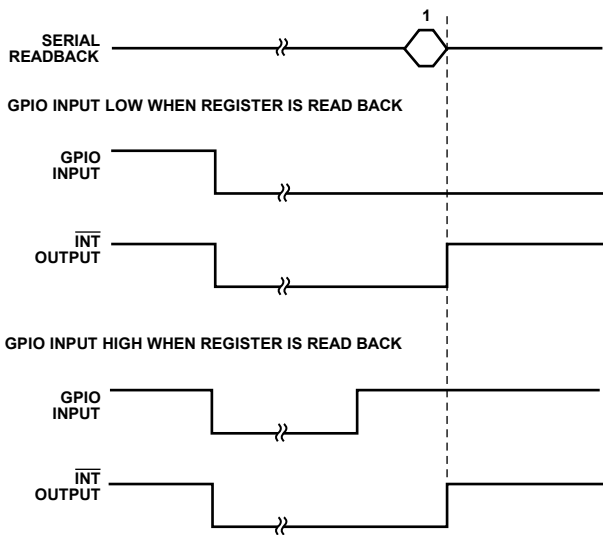 1
SERIAL
READBACK
GPIO INPUT LOW WHEN REGISTER IS READ BACK
GPIO
INPUT
INT
OUTPUT
GPIO INPUT HIGH WHEN REGISTER IS READ BACK
GPIO
INPUT
INT
OUTPUT